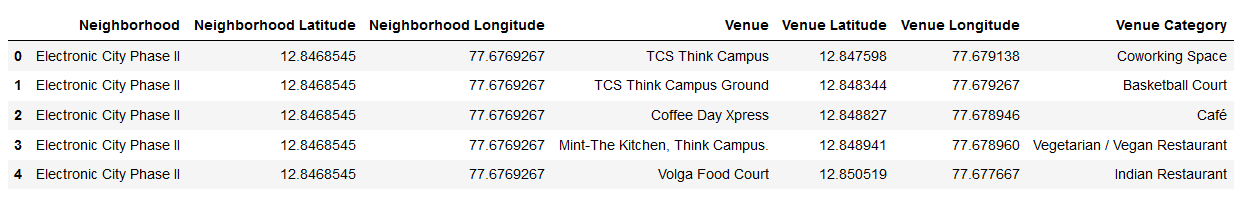 Neighborhood Neighborhood Latitude Neighborhood Longitude Venue Venue Latitude Venue Longitude Venue Category
0 Electronic City Phase II 12.8468545 77.6769267 TCS Think Campus 12.847598 77.679138 Coworking Space
1 Electronic City Phase II 12.8468545 77.6769267 TCS Think Campus Ground 12.848344 77.679267 Basketball Court
2 Electronic City Phase II 12.8468545 77.6769267 Coffee Day Xpress 12.848827 77.678946 Café
3 Electronic City Phase II 12.8468545 77.6769267 Mint-The Kitchen, Think Campus. 12.848941 77.678960 Vegetarian / Vegan Restaurant
4 Electronic City Phase II 12.8468545 77.6769267 Volga Food Court 12.850519 77.677667 Indian Restaurant